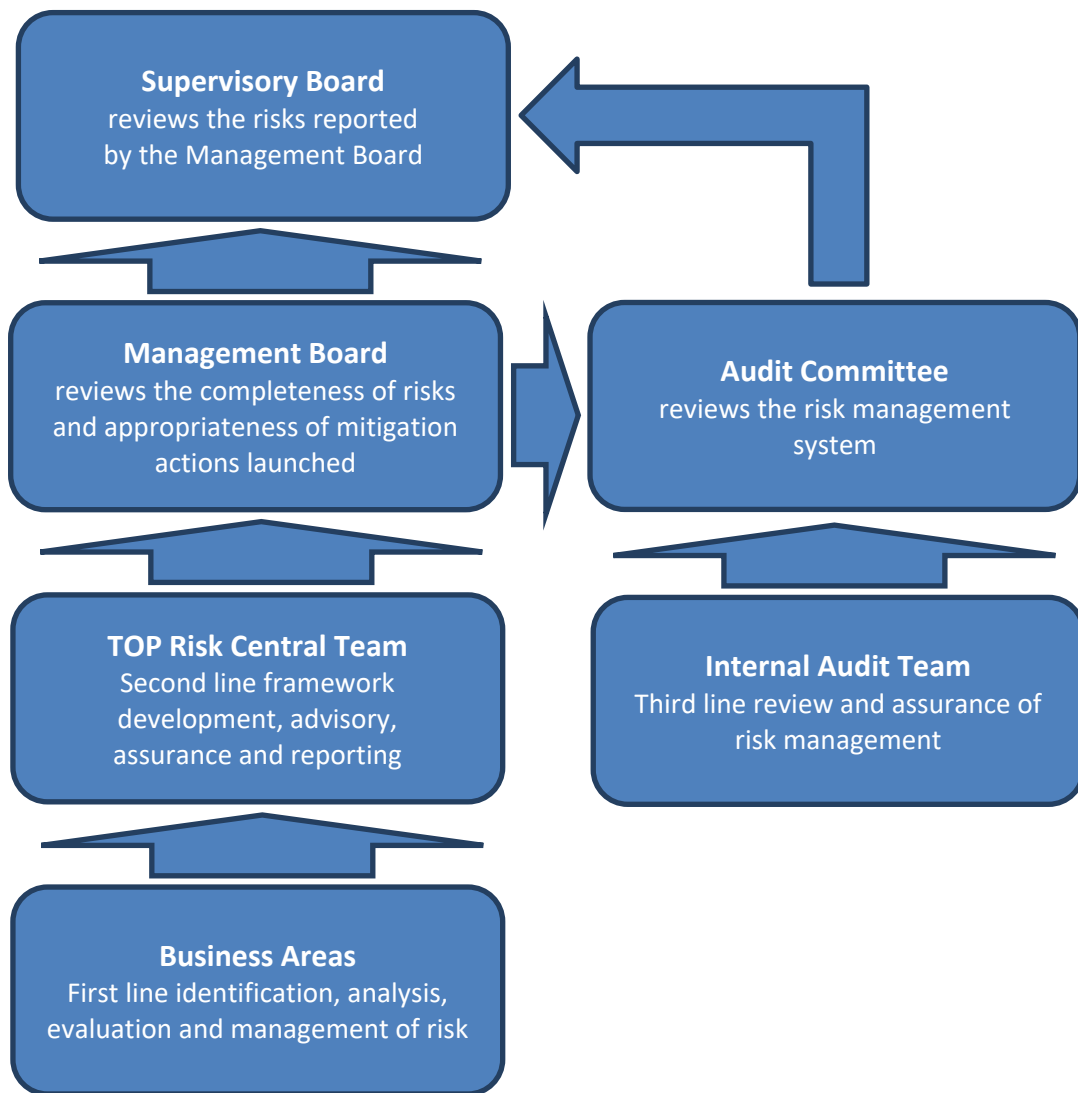 Supervisory Board
reviews the risks reported
by the Management Board
Management Board
reviews the completeness of risks
and appropriateness of mitigation
actions launched
Audit Committee
reviews the risk management
system
TOP Risk Central Team
Second line framework
development, advisory,
assurance and reporting
Internal Audit Team
Third line review and assurance of
risk management
Business Areas
First line identification, analysis,
evaluation and management of risk